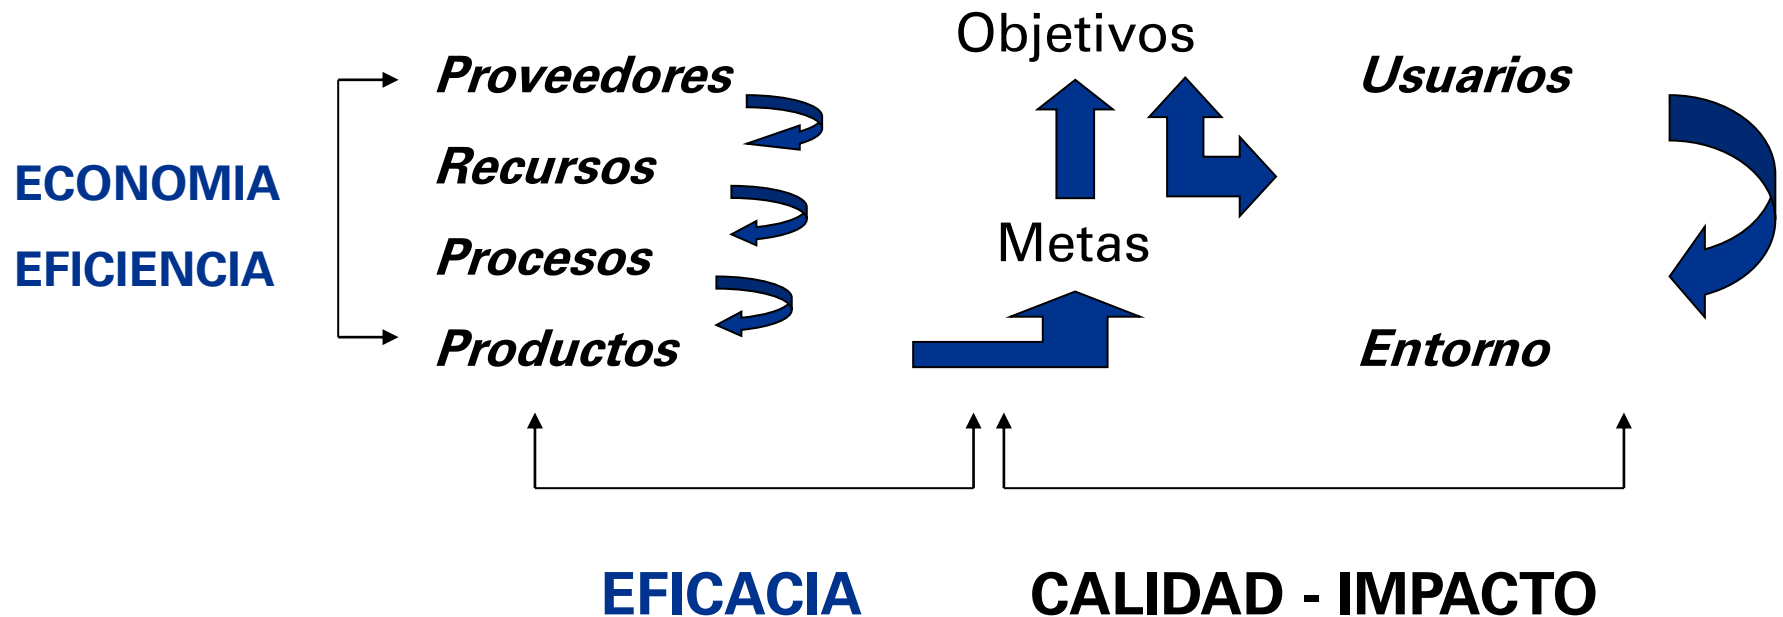 Objetivos
Proveedores
Usuarios
Recursos
ECONOMIA
Metas
Procesos
EFICIENCIA
Productos
Entorno
EFICACIA
CALIDAD - IMPACTO